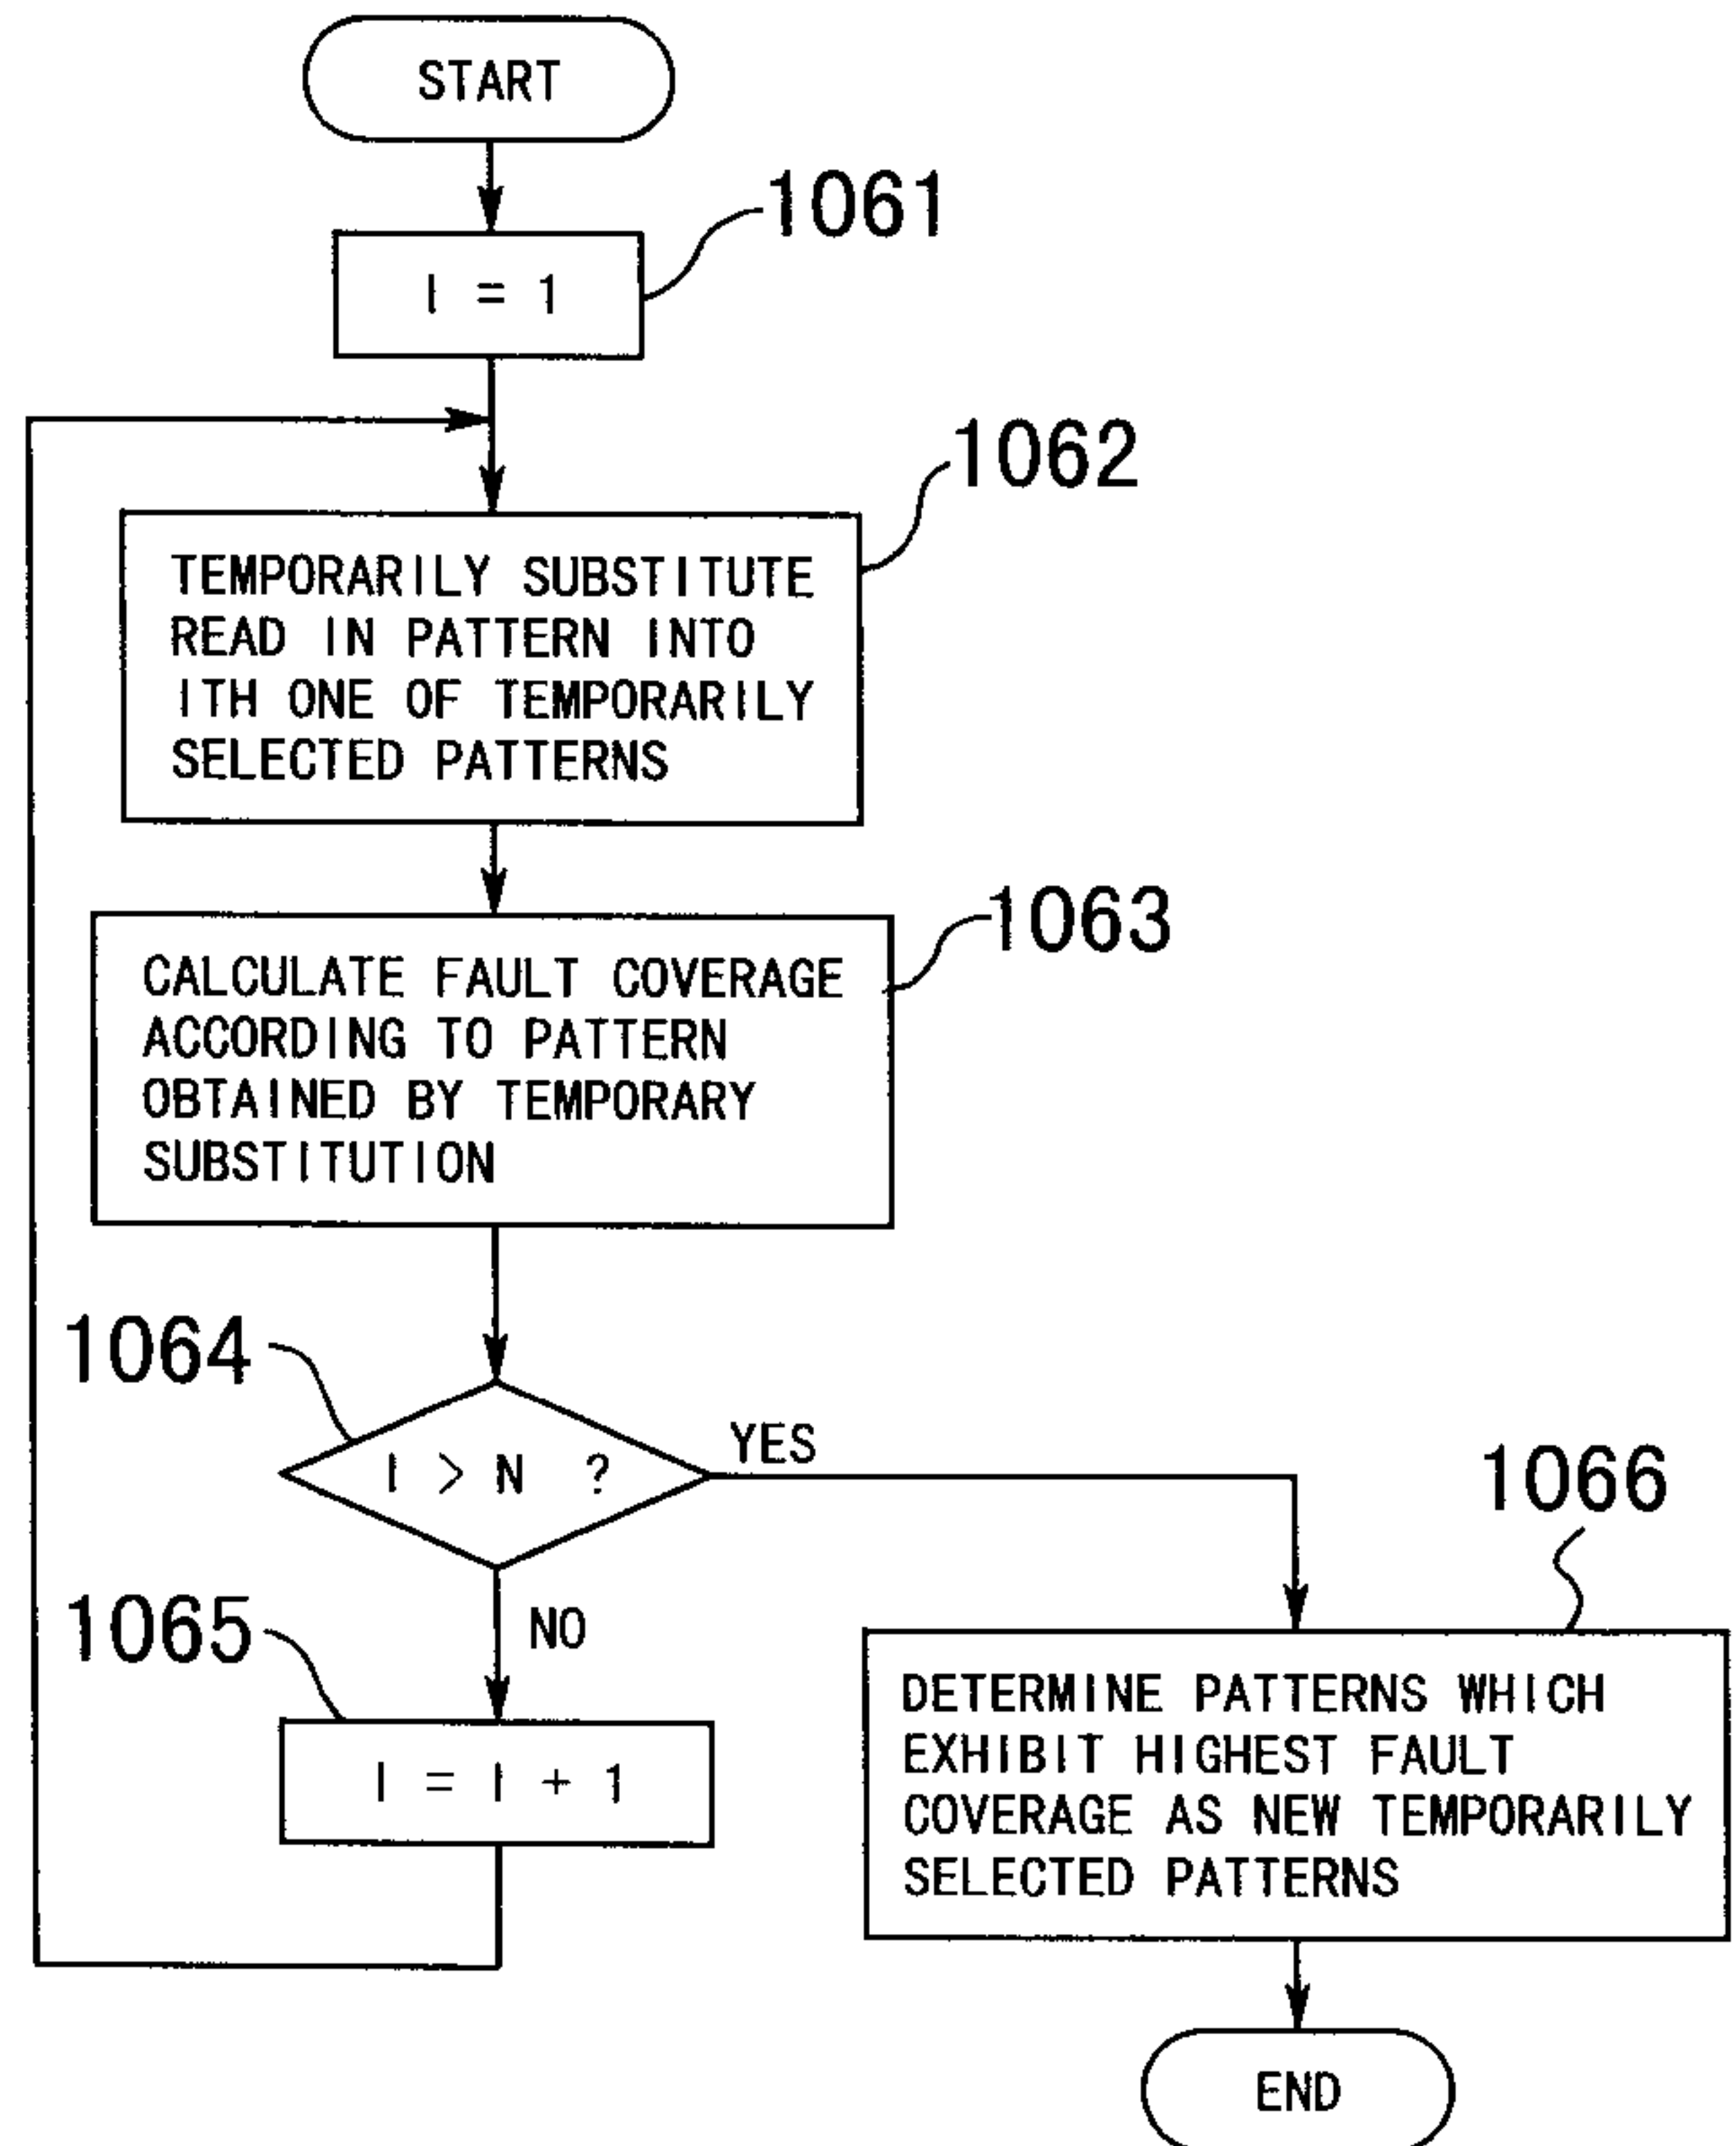 START
1061
I = 1
1062
TEMPORARILY SUBSTITUTE
READ IN PATTERN INTO
ITH ONE OF TEMPORARILY
SELECTED PATTERNS
1063
CALCULATE FAULT COVERAGE
ACCORDING TO PATTERN
OBTAINED BY TEMPORARY
SUBSTITUTION
1064
I > N ?
YES
1066
1065
NO
I = I + 1
DETERMINE PATTERNS WHICH
EXHIBIT HIGHEST FAULT
COVERAGE AS NEW TEMPORARILY
SELECTED PATTERNS
END